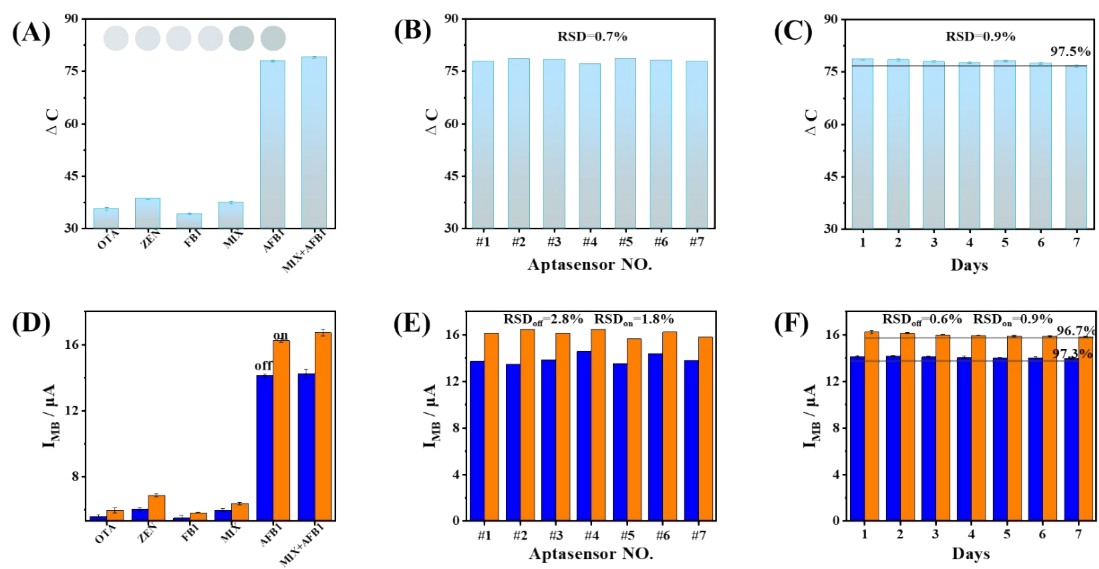 (A)
90
75
60
45
30
Δ C
OTA
ZEN
FB1
MIX
AFB1
MIX+AFB1
(B)
90
75
60
45
30
Δ C
RSD=0.7%
#1 #2 #3 #4 #5 #6 #7
Aptasensor NO.
(C)
90
75
60
45
30
Δ C
RSD=0.9%
97.5%
1 2 3 4 5 6 7
Days
(D)
16
12
8
I_MB / μA
off
on
OTA
ZEN
FB1
MIX
AFB1
MIX+AFB1
(E)
16
12
8
4
0
I_MB / μA
RSD_off=2.8% RSD_on=1.8%
#1 #2 #3 #4 #5 #6 #7
Aptasensor NO.
(F)
16
12
8
4
0
I_MB / μA
RSD_off=0.6% RSD_on=0.9%
96.7%
97.3%
1 2 3 4 5 6 7
Days